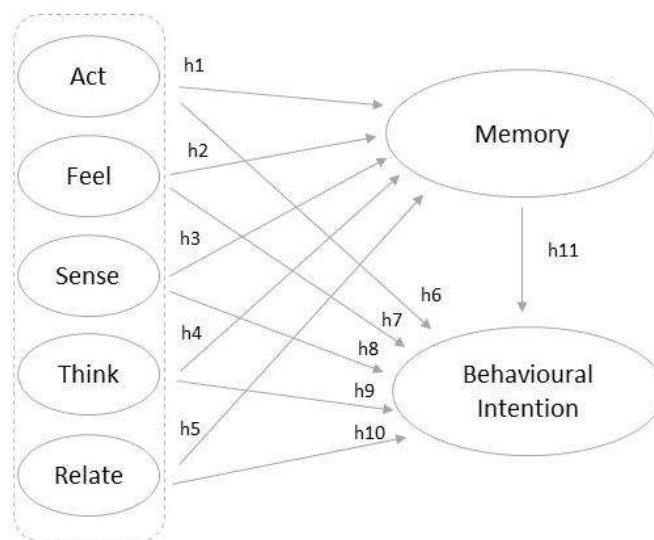 Act
Feel
Sense
Think
Relate
h1
h2
h3
h4
h5
h6
h7
h8
h9
h10
Memory
h11
Behavioural
Intention